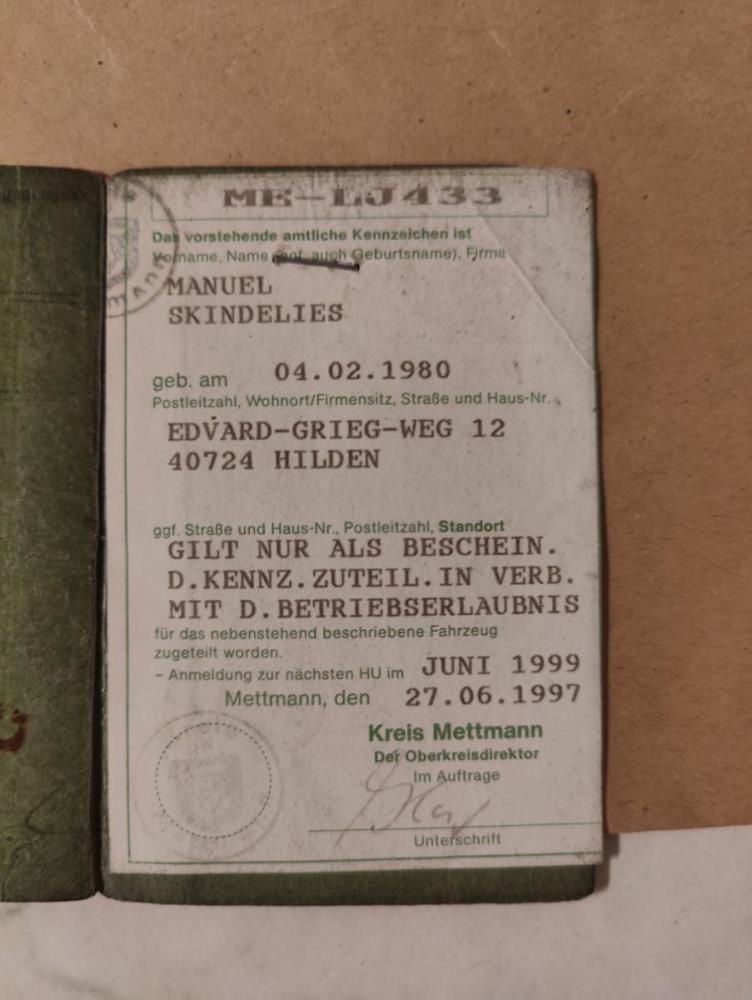 ME-LJ433
Das vorstehende amtliche Kennzeichen ist
Vorname, Name (ggf. auch Geburtsname), Firma
MANUEL
SKINDELIES
geb. am 04.02.1980
Postleitzahl, Wohnort/Firmensitz, Straße und Haus-Nr.
EDVARD-GRIEG-WEG 12
40724 HILDEN
ggf. Straße und Haus-Nr., Postleitzahl, Standort
GILT NUR ALS BESCHEIN.
D.KENNZ.ZUTEIL.IN VERB.
MIT D.BETRIEBSERLAUBNIS
für das nebenstehend beschriebene Fahrzeug
zugeteilt worden.
– Anmeldung zur nächsten HU im JUNI 1999
Mettmann, den 27.06.1997
Kreis Mettmann
Der Oberkreisdirektor
Im Auftrage
Unterschrift